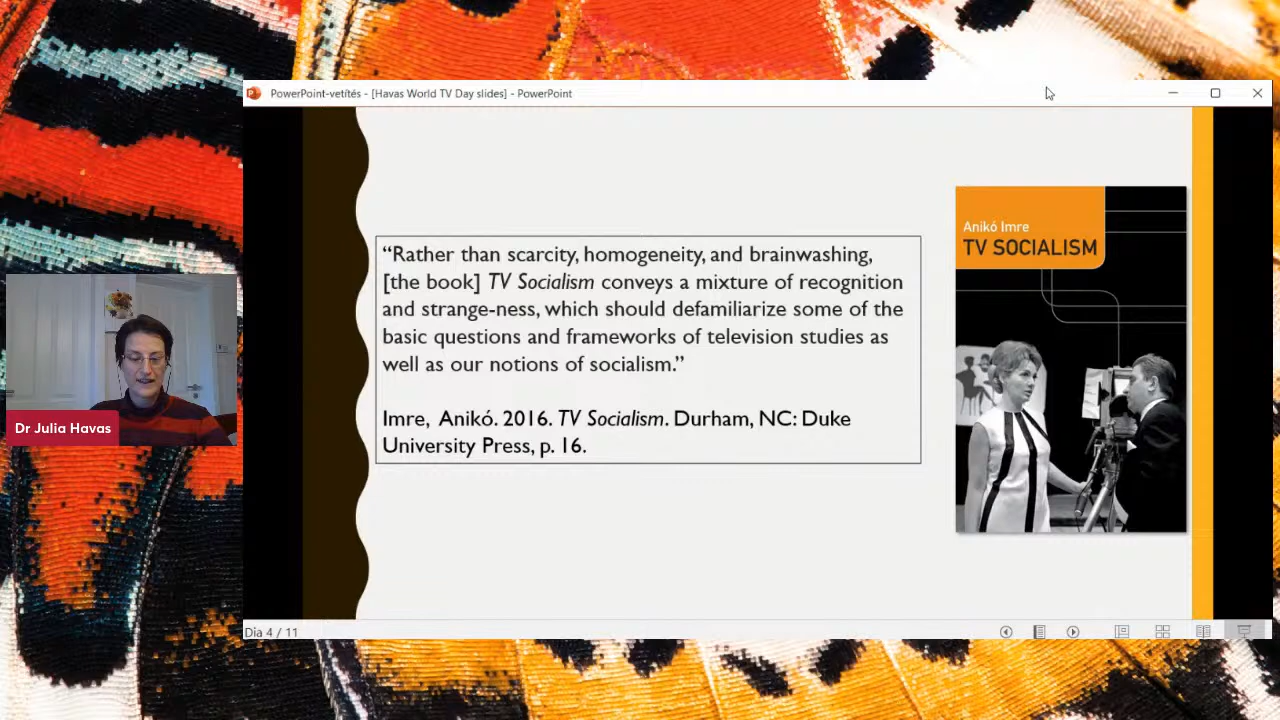 PowerPoint-vetítés - [Havas World TV Day slides] - PowerPoint
“Rather than scarcity, homogeneity, and brainwashing,
[the book] TV Socialism conveys a mixture of recognition
and strange-ness, which should defamiliarize some of the
basic questions and frameworks of television studies as
well as our notions of socialism.”
Imre, Anikó. 2016. TV Socialism. Durham, NC: Duke
University Press, p. 16.
Anikó Imre
TV SOCIALISM
Dr Julia Havas
Dia 4 / 11